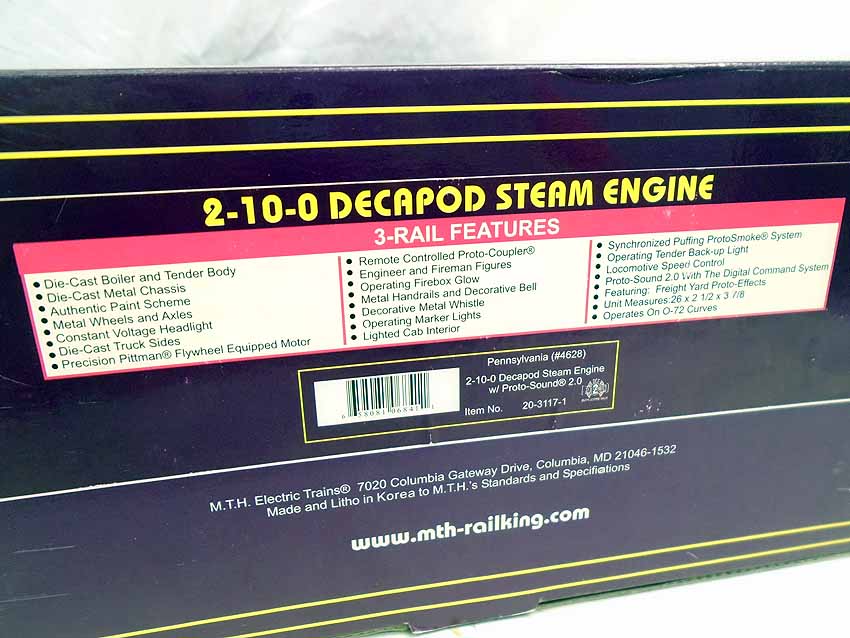 2-10-0 DECAPOD STEAM ENGINE
3-RAIL FEATURES
• Die-Cast Boiler and Tender Body
• Die-Cast Metal Chassis
• Authentic Paint Scheme
• Metal Wheels and Axles
• Constant Voltage Headlight
• Die-Cast Truck Sides
• Precision Pittman® Flywheel Equipped Motor
• Remote Controlled Proto-Coupler®
• Engineer and Fireman Figures
• Operating Firebox Glow
• Metal Handrails and Decorative Bell
• Decorative Metal Whistle
• Operating Marker Lights
• Lighted Cab Interior
• Synchronized Puffing ProtoSmoke® System
• Operating Tender Back-up Light
• Locomotive Speed Control
• Proto-Sound 2.0 With The Digital Command System
Featuring: Freight Yard Proto-Effects
• Unit Measures:26 x 2 1/2 x 3 7/8
• Operates On O-72 Curves
Pennsylvania (#4628)
2-10-0 Decapod Steam Engine
w/ Proto-Sound® 2.0
Item No. 20-3117-1
6 58081 06841 1
M.T.H. Electric Trains® 7020 Columbia Gateway Drive, Columbia, MD 21046-1532
Made and Litho in Korea to M.T.H.'s Standards and Specifications
www.mth-railking.com